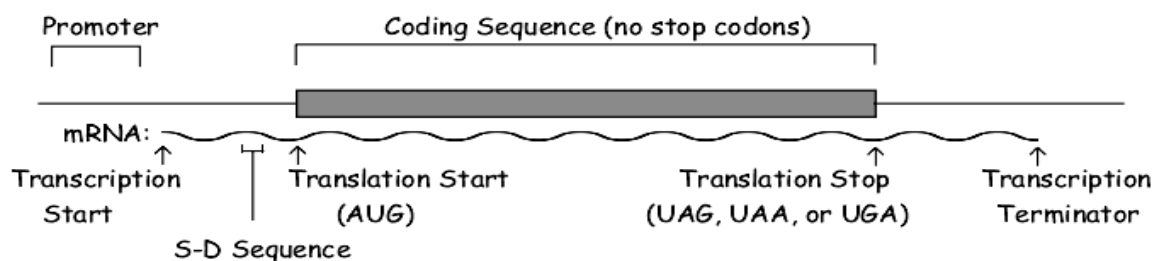 Promoter
Coding Sequence (no stop codons)
mRNA:
Transcription
Start
Translation Start
(AUG)
Translation Stop
(UAG, UAA, or UGA)
Transcription
Terminator
S-D Sequence